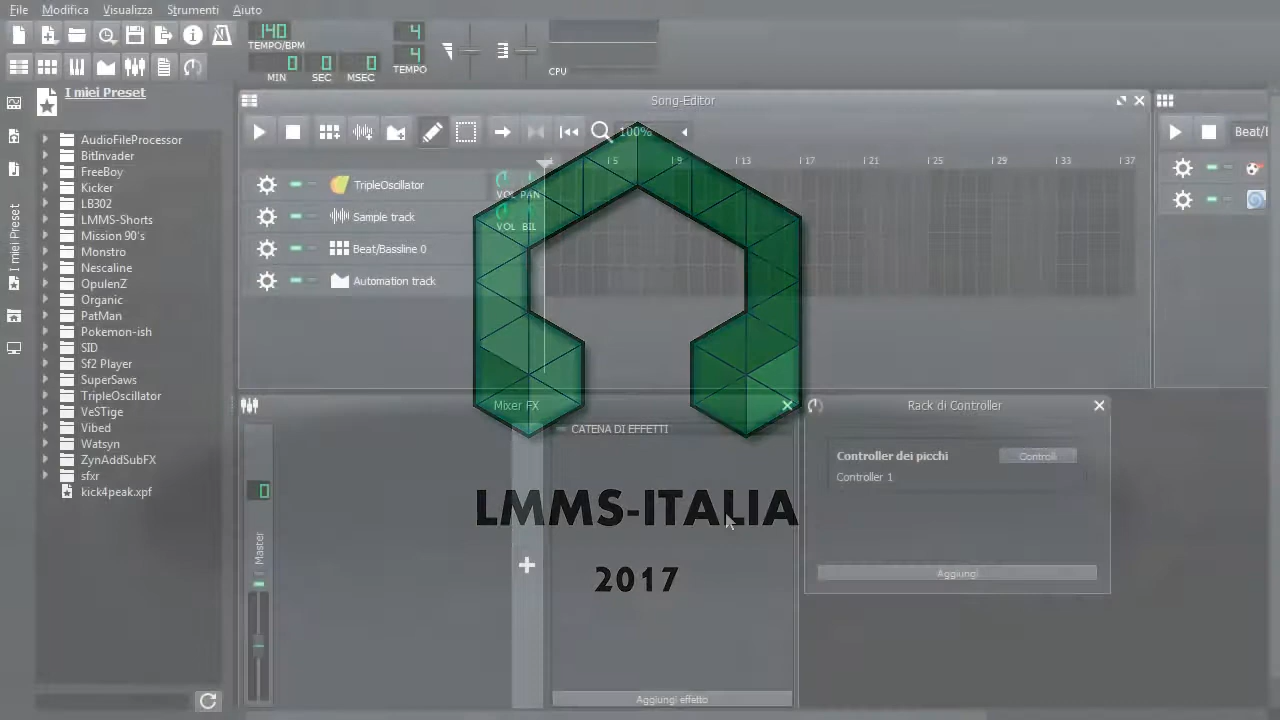 File Modifica Visualizza Strumenti Aiuto
140
TEMPO/BPM
4
4
TEMPO
0 0 0
MIN SEC MSEC
CPU
I miei Preset
I miei Preset
AudioFileProcessor
BitInvader
FreeBoy
Kicker
LB302
LMMS-Shorts
Mission 90's
Monstro
Nescaline
OpulenZ
Organic
PatMan
Pokemon-ish
SID
Sf2 Player
SuperSaws
TripleOscillator
VeSTige
Vibed
Watsyn
ZynAddSubFX
sfxr
kick4peak.xpf
Song-Editor
100%
1 5 9 13 17 21 25 29 33 37
TripleOscillator
VOL PAN
Sample track
VOL BIL
Beat/Bassline 0
Automation track
Beat/B
Mixer FX
CATENA DI EFFETTI
0
Master
Aggiungi effetto
Rack di Controller
Controller dei picchi
Controlli
Controller 1
Aggiungi
LMMS-ITALIA
2017